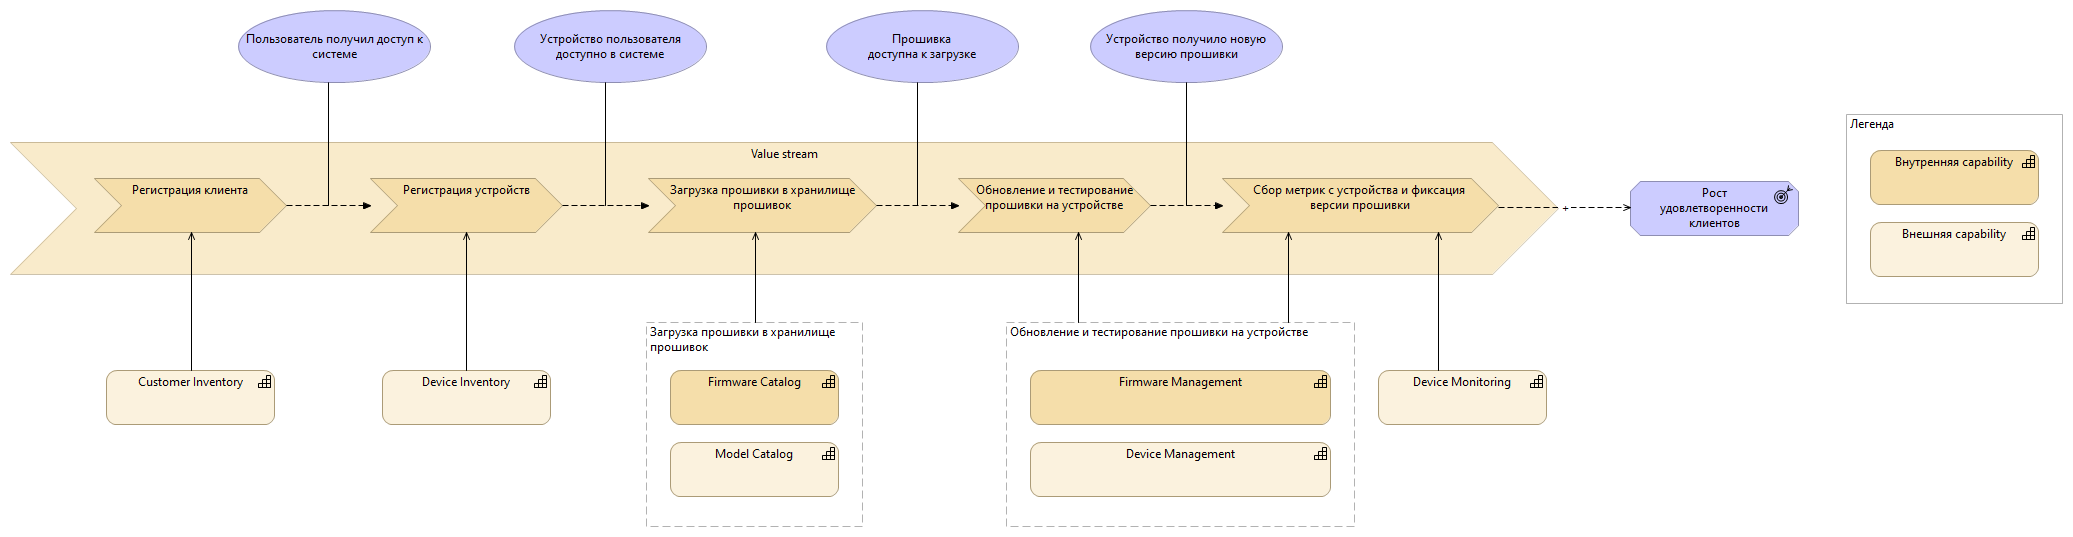 Пользователь получил доступ к
системе
Устройство пользователя
доступно в системе
Прошивка
доступна к загрузке
Устройство получило новую
версию прошивки
Value stream
Регистрация клиента
Регистрация устройств
Загрузка прошивки в хранилище
прошивок
Обновление и тестирование
прошивки на устройстве
Сбор метрик с устройства и фиксация
версии прошивки
+
Рост
удовлетворенности
клиентов
Легенда
Внутренняя capability
Внешняя capability
Customer Inventory
Device Inventory
Загрузка прошивки в хранилище
прошивок
Firmware Catalog
Model Catalog
Обновление и тестирование прошивки на устройстве
Firmware Management
Device Management
Device Monitoring